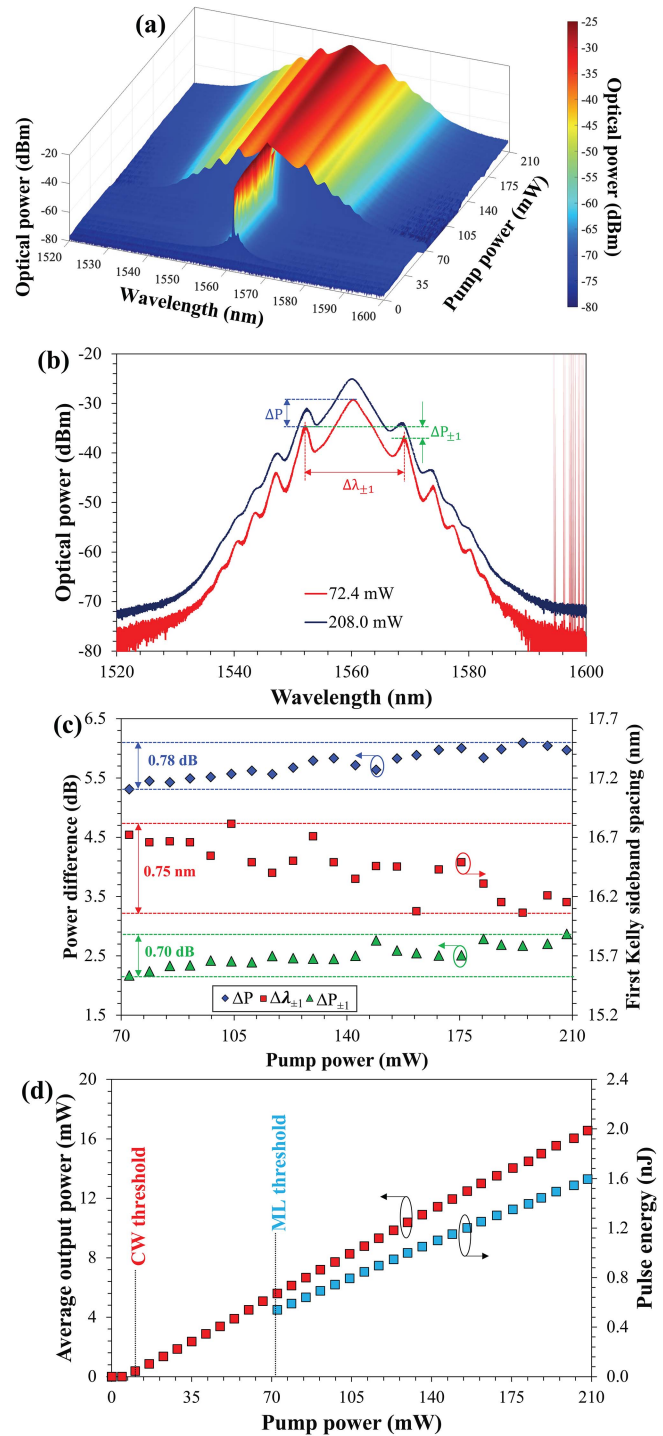 (a)
-25
-30
-35
-40
-45
-50
-55
-60
-65
-70
-75
-80
Optical power (dBm)
-20
-40
-60
-80
Optical power (dBm)
1520
1530
1540
1550
1560
1570
1580
1590
1600
Wavelength (nm)
0
35
70
105
140
175
210
Pump power (mW)
(b)
-20
-30
-40
-50
-60
-70
-80
Optical power (dBm)
ΔP
ΔP±1
Δλ±1
72.4 mW
208.0 mW
1520 1540 1560 1580 1600
Wavelength (nm)
(c)
6.5
5.5
4.5
3.5
2.5
1.5
Power difference (dB)
17.7
17.2
16.7
16.2
15.7
15.2
First Kelly sideband spacing (nm)
0.78 dB
0.75 nm
0.70 dB
ΔP Δλ±1 ΔP±1
70 105 140 175 210
Pump power (mW)
(d)
20
16
12
8
4
0
Average output power (mW)
2.4
2.0
1.6
1.2
0.8
0.4
0.0
Pulse energy (nJ)
CW threshold
ML threshold
0 35 70 105 140 175 210
Pump power (mW)